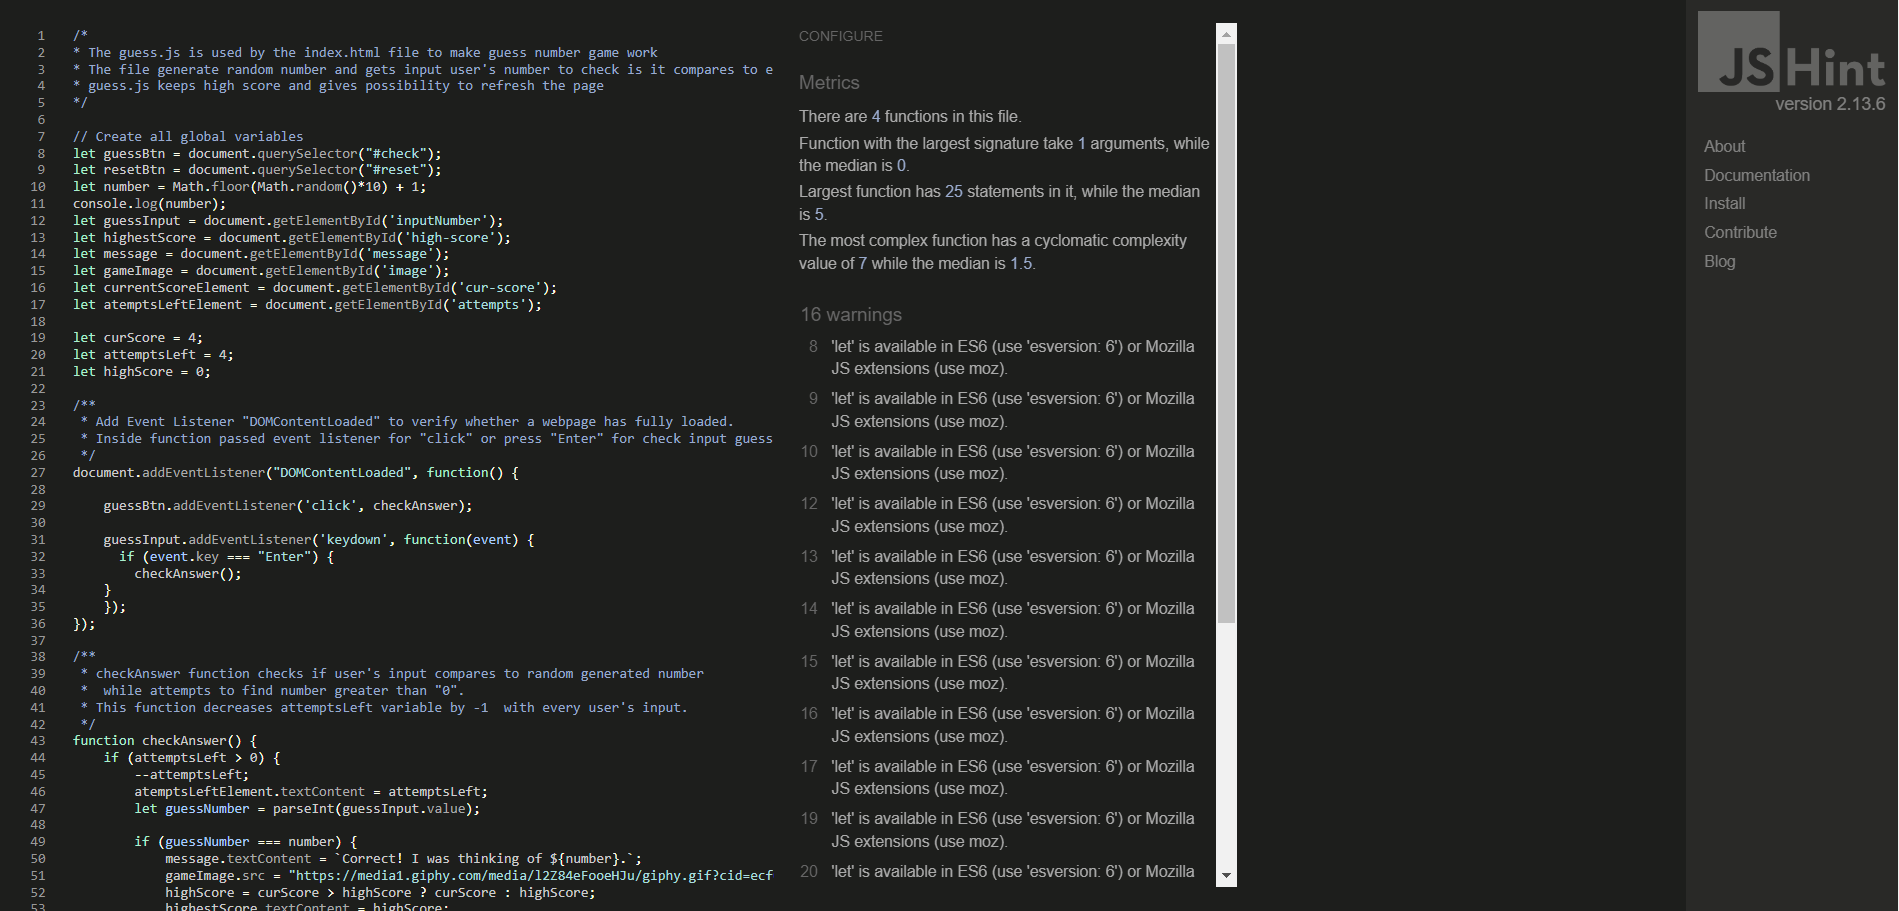 1 /*
2 * The guess.js is used by the index.html file to make guess number game work
3 * The file generate random number and gets input user's number to check is it compares to e
4 * guess.js keeps high score and gives possibility to refresh the page
5 */
6
7 // Create all global variables
8 let guessBtn = document.querySelector("#check");
9 let resetBtn = document.querySelector("#reset");
10 let number = Math.floor(Math.random()*10) + 1;
11 console.log(number);
12 let guessInput = document.getElementById('inputNumber');
13 let highestScore = document.getElementById('high-score');
14 let message = document.getElementById('message');
15 let gameImage = document.getElementById('image');
16 let currentScoreElement = document.getElementById('cur-score');
17 let atemptsLeftElement = document.getElementById('attempts');
18
19 let curScore = 4;
20 let attemptsLeft = 4;
21 let highScore = 0;
22
23 /**
24 * Add Event Listener "DOMContentLoaded" to verify whether a webpage has fully loaded.
25 * Inside function passed event listener for "click" or press "Enter" for check input guess
26 */
27 document.addEventListener("DOMContentLoaded", function() {
28
29 guessBtn.addEventListener('click', checkAnswer);
30
31 guessInput.addEventListener('keydown', function(event) {
32 if (event.key === "Enter") {
33 checkAnswer();
34 }
35 });
36 });
37
38 /**
39 * checkAnswer function checks if user's input compares to random generated number
40 * while attempts to find number greater than "0".
41 * This function decreases attemptsLeft variable by -1 with every user's input.
42 */
43 function checkAnswer() {
44 if (attemptsLeft > 0) {
45 --attemptsLeft;
46 atemptsLeftElement.textContent = attemptsLeft;
47 let guessNumber = parseInt(guessInput.value);
48
49 if (guessNumber === number) {
50 message.textContent = `Correct! I was thinking of ${number}.`;
51 gameImage.src = "https://media1.giphy.com/media/l2Z84eFooeHJu/giphy.gif?cid=ecf
52 highScore = curScore > highScore ? curScore : highScore;
53 highestScore.textContent = highScore;
CONFIGURE
Metrics
There are 4 functions in this file.
Function with the largest signature take 1 arguments, while
the median is 0.
Largest function has 25 statements in it, while the median
is 5.
The most complex function has a cyclomatic complexity
value of 7 while the median is 1.5.
16 warnings
8 'let' is available in ES6 (use 'esversion: 6') or Mozilla
JS extensions (use moz).
9 'let' is available in ES6 (use 'esversion: 6') or Mozilla
JS extensions (use moz).
10 'let' is available in ES6 (use 'esversion: 6') or Mozilla
JS extensions (use moz).
12 'let' is available in ES6 (use 'esversion: 6') or Mozilla
JS extensions (use moz).
13 'let' is available in ES6 (use 'esversion: 6') or Mozilla
JS extensions (use moz).
14 'let' is available in ES6 (use 'esversion: 6') or Mozilla
JS extensions (use moz).
15 'let' is available in ES6 (use 'esversion: 6') or Mozilla
JS extensions (use moz).
16 'let' is available in ES6 (use 'esversion: 6') or Mozilla
JS extensions (use moz).
17 'let' is available in ES6 (use 'esversion: 6') or Mozilla
JS extensions (use moz).
19 'let' is available in ES6 (use 'esversion: 6') or Mozilla
JS extensions (use moz).
20 'let' is available in ES6 (use 'esversion: 6') or Mozilla
JSHint
version 2.13.6
About
Documentation
Install
Contribute
Blog